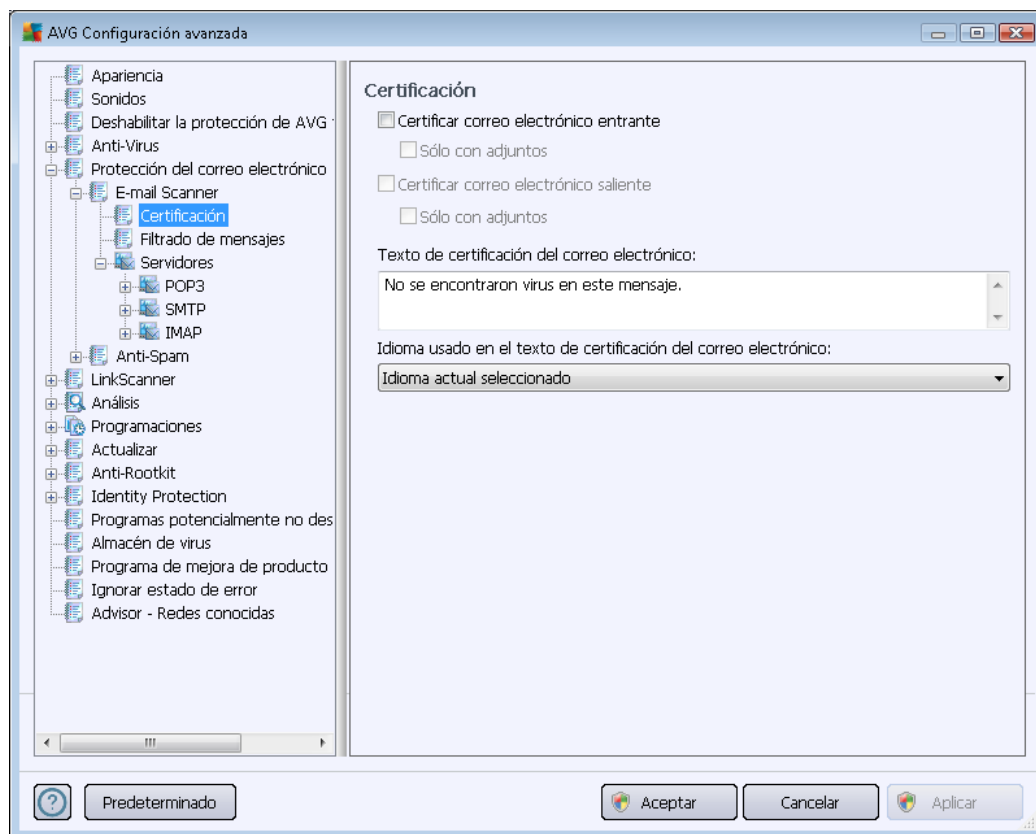 AVG Configuración avanzada
Apariencia
Sonidos
Deshabilitar la protección de AVG
Anti-Virus
Protección del correo electrónico
E-mail Scanner
Certificación
Filtrado de mensajes
Servidores
POP3
SMTP
IMAP
Anti-Spam
LinkScanner
Análisis
Programaciones
Actualizar
Anti-Rootkit
Identity Protection
Programas potencialmente no des
Almacén de virus
Programa de mejora de producto
Ignorar estado de error
Advisor - Redes conocidas
Certificación
Certificar correo electrónico entrante
Sólo con adjuntos
Certificar correo electrónico saliente
Sólo con adjuntos
Texto de certificación del correo electrónico:
No se encontraron virus en este mensaje.
Idioma usado en el texto de certificación del correo electrónico:
Idioma actual seleccionado
Predeterminado
Aceptar
Cancelar
Aplicar